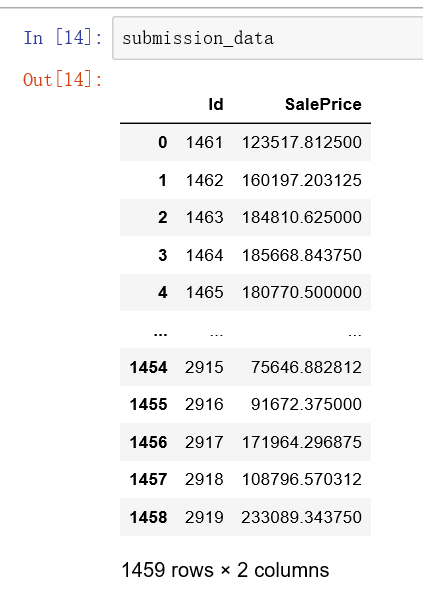 In [14]: submission_data
Out[14]:
Id SalePrice
0 1461 123517.812500
1 1462 160197.203125
2 1463 184810.625000
3 1464 185668.843750
4 1465 180770.500000
... ... ...
1454 2915 75646.882812
1455 2916 91672.375000
1456 2917 171964.296875
1457 2918 108796.570312
1458 2919 233089.343750
1459 rows × 2 columns